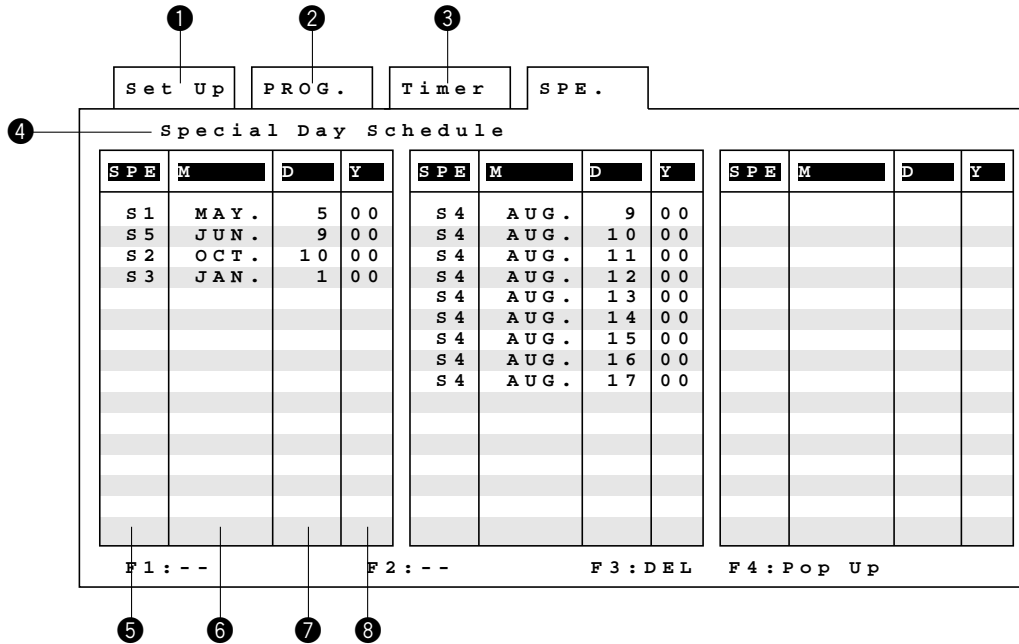 1 2 3
Set Up PROG. Timer SPE.
4 Special Day Schedule
SPE M D Y SPE M D Y SPE M D Y
S1 MAY. 5 00 S4 AUG. 9 00
S5 JUN. 9 00 S4 AUG. 10 00
S2 OCT. 10 00 S4 AUG. 11 00
S3 JAN. 1 00 S4 AUG. 12 00
S4 AUG. 13 00
S4 AUG. 14 00
S4 AUG. 15 00
S4 AUG. 16 00
S4 AUG. 17 00
F1:-- F2:-- F3:DEL F4:Pop Up
5 6 7 8